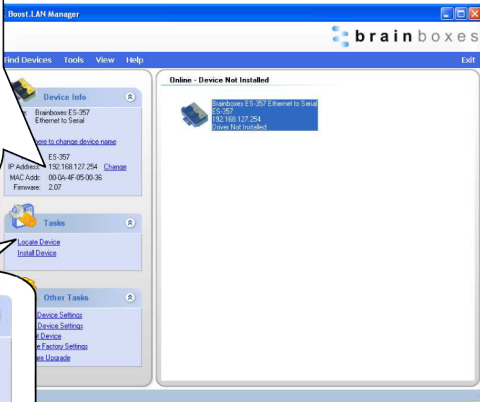 Boost.LAN Manager
brainboxes
Find Devices Tools View Help Exit
Device Info
Brainboxes ES-357
Ethernet to Serial
here to change device name
ES-357
IP Address: 192.168.127.254 Change
MAC Addr: 00-0A-4F-05-00-36
Firmware: 2.07
Tasks
Locate Device
Install Device
Other Tasks
Device Settings
Device Settings
Device
Factory Settings
Upgrade
Online - Device Not Installed
Brainboxes ES-357 Ethernet to Serial
ES-357
192.168.127.254
Driver Not Installed